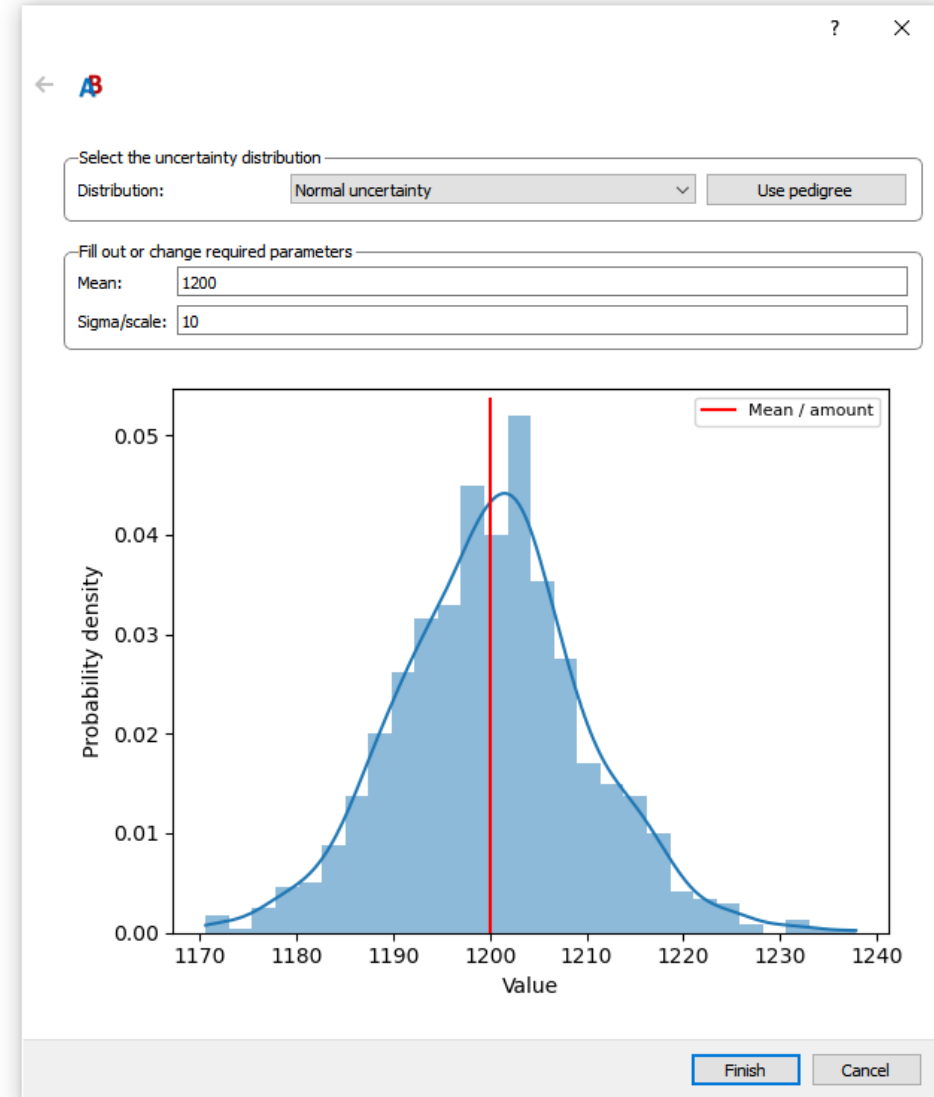 ?
AB
Select the uncertainty distribution
Distribution: Normal uncertainty Use pedigree
Fill out or change required parameters
Mean: 1200
Sigma/scale: 10
Mean / amount
0.05
0.04
0.03
0.02
0.01
0.00
Probability density
1170 1180 1190 1200 1210 1220 1230 1240
Value
Finish Cancel